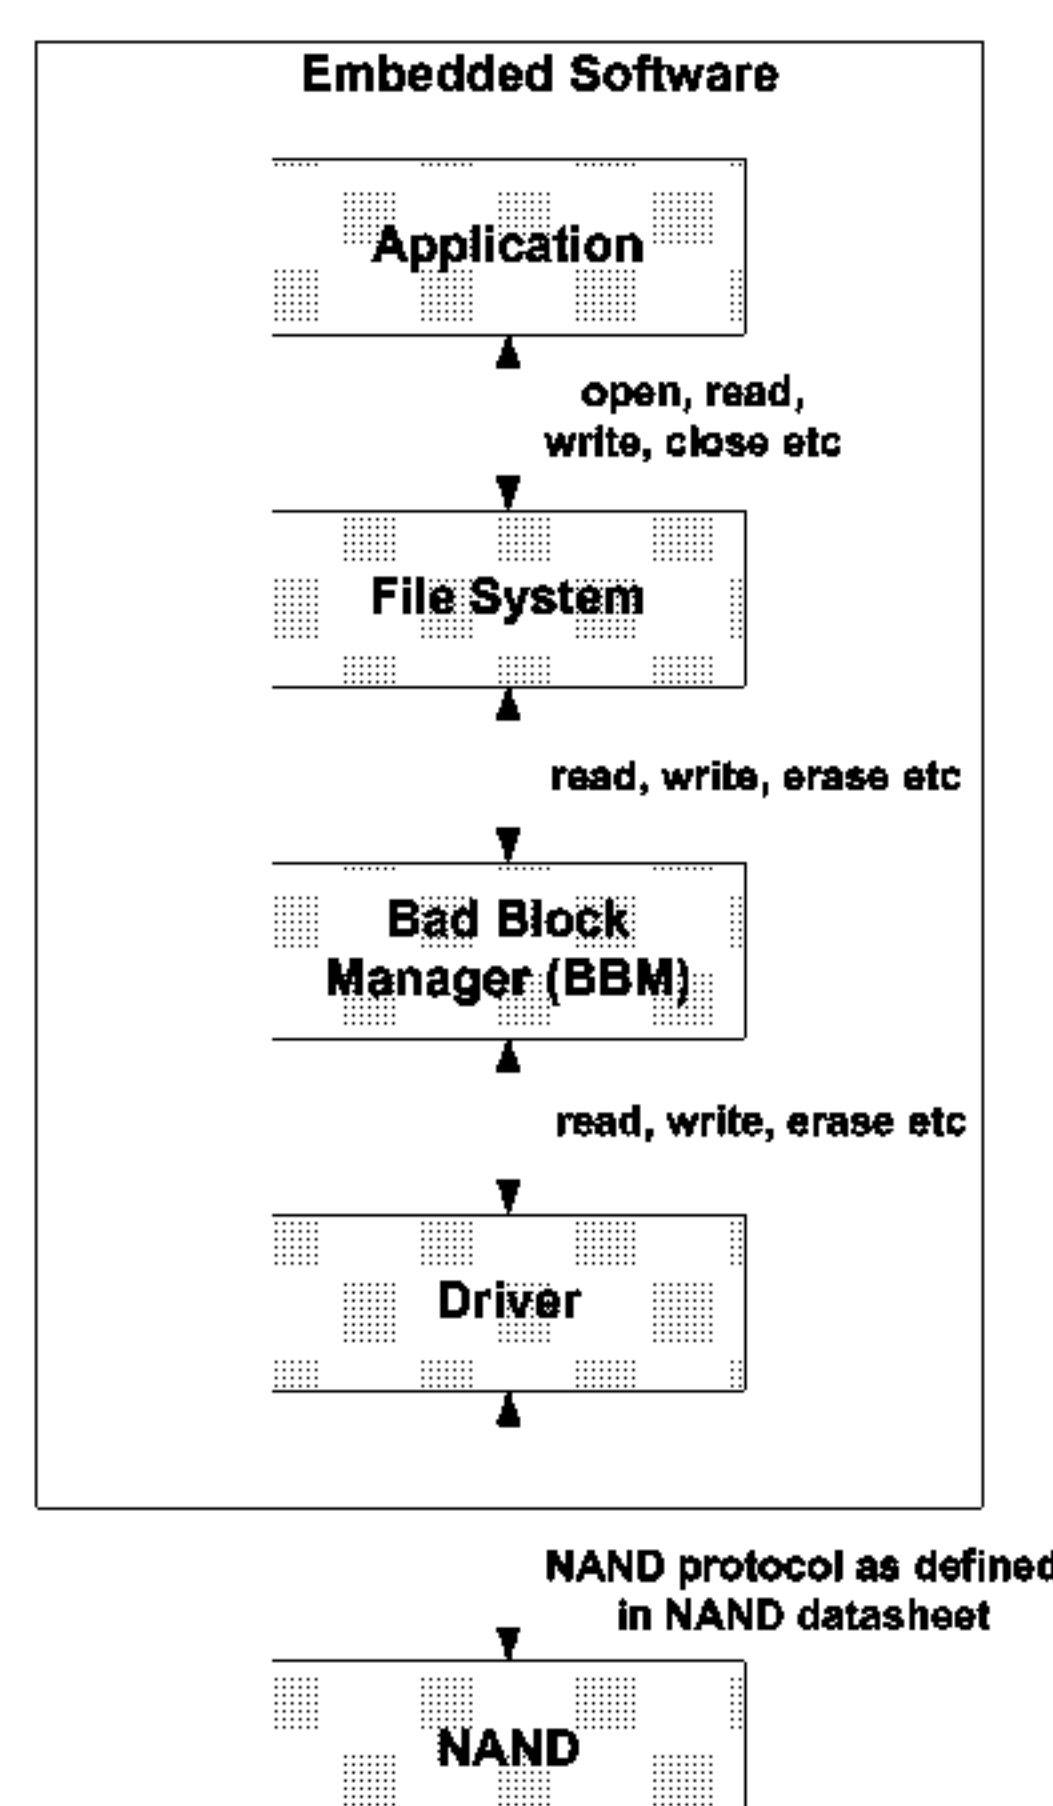 Embedded Software
Application
open, read,
write, close etc
File System
read, write, erase etc
Bad Block
Manager (BBM)
read, write, erase etc
Driver
NAND protocol as defined
in NAND datasheet
NAND